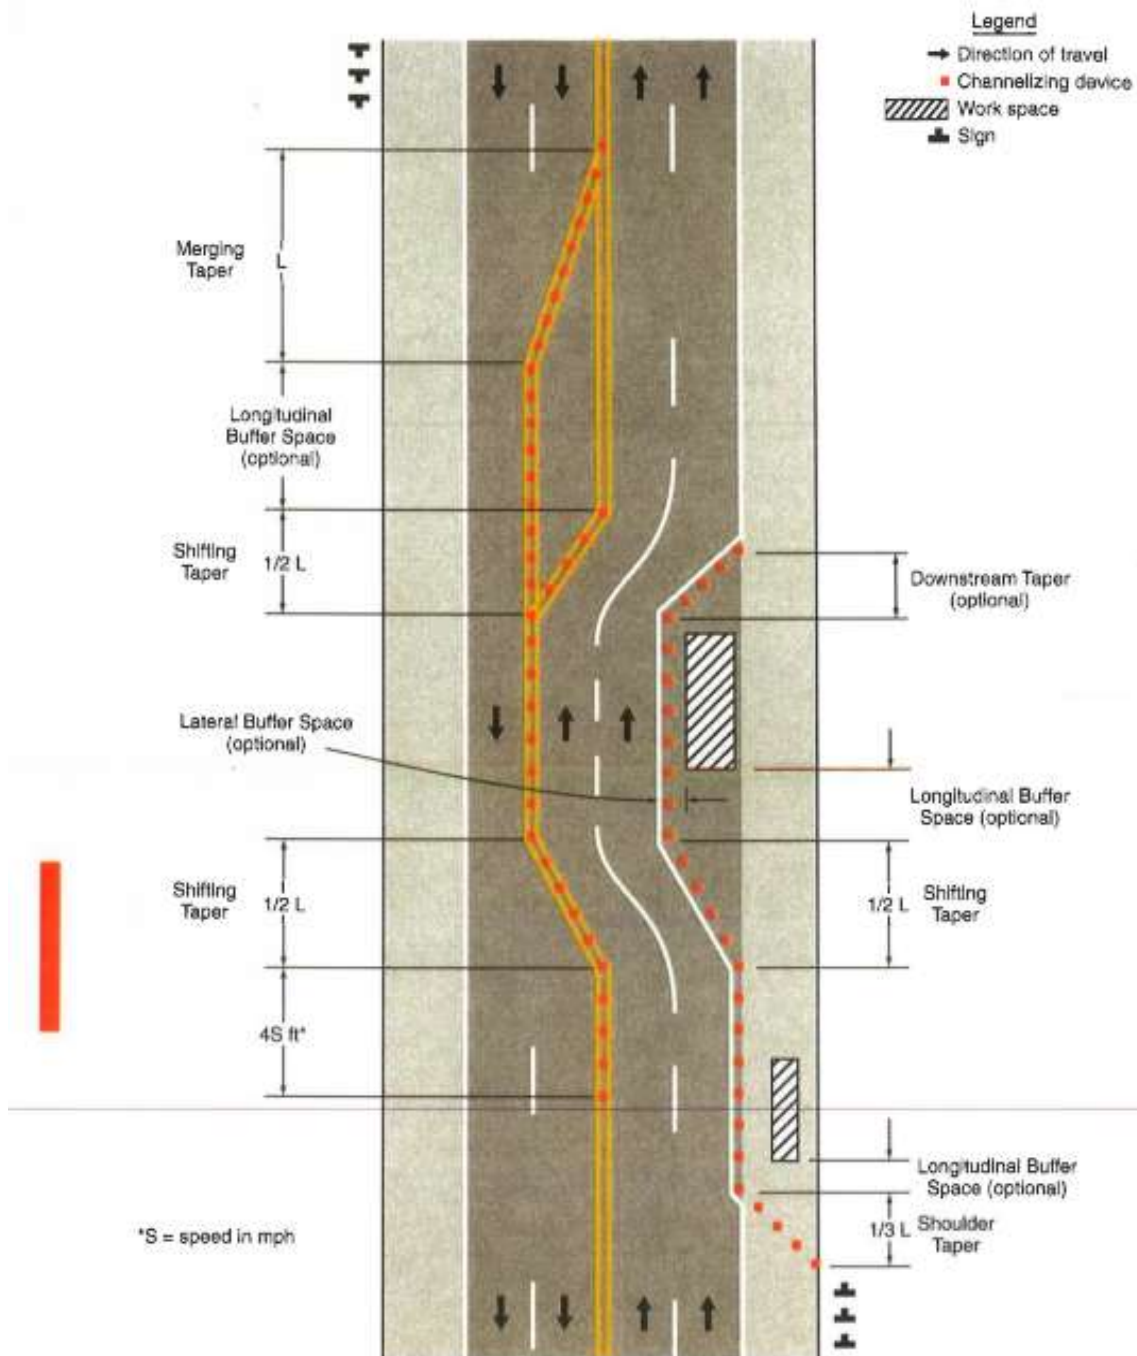 Legend
Direction of travel
Channelizing device
Work space
Sign
Merging
Taper
L
Longitudinal
Buffer Space
(optional)
Shifting
Taper
1/2 L
Downstream Taper
(optional)
Lateral Buffer Space
(optional)
Longitudinal Buffer
Space (optional)
Shifting
Taper
1/2 L
1/2 L
Shifting
Taper
4S ft*
Longitudinal Buffer
Space (optional)
*S = speed in mph
1/3 L
Shoulder
Taper